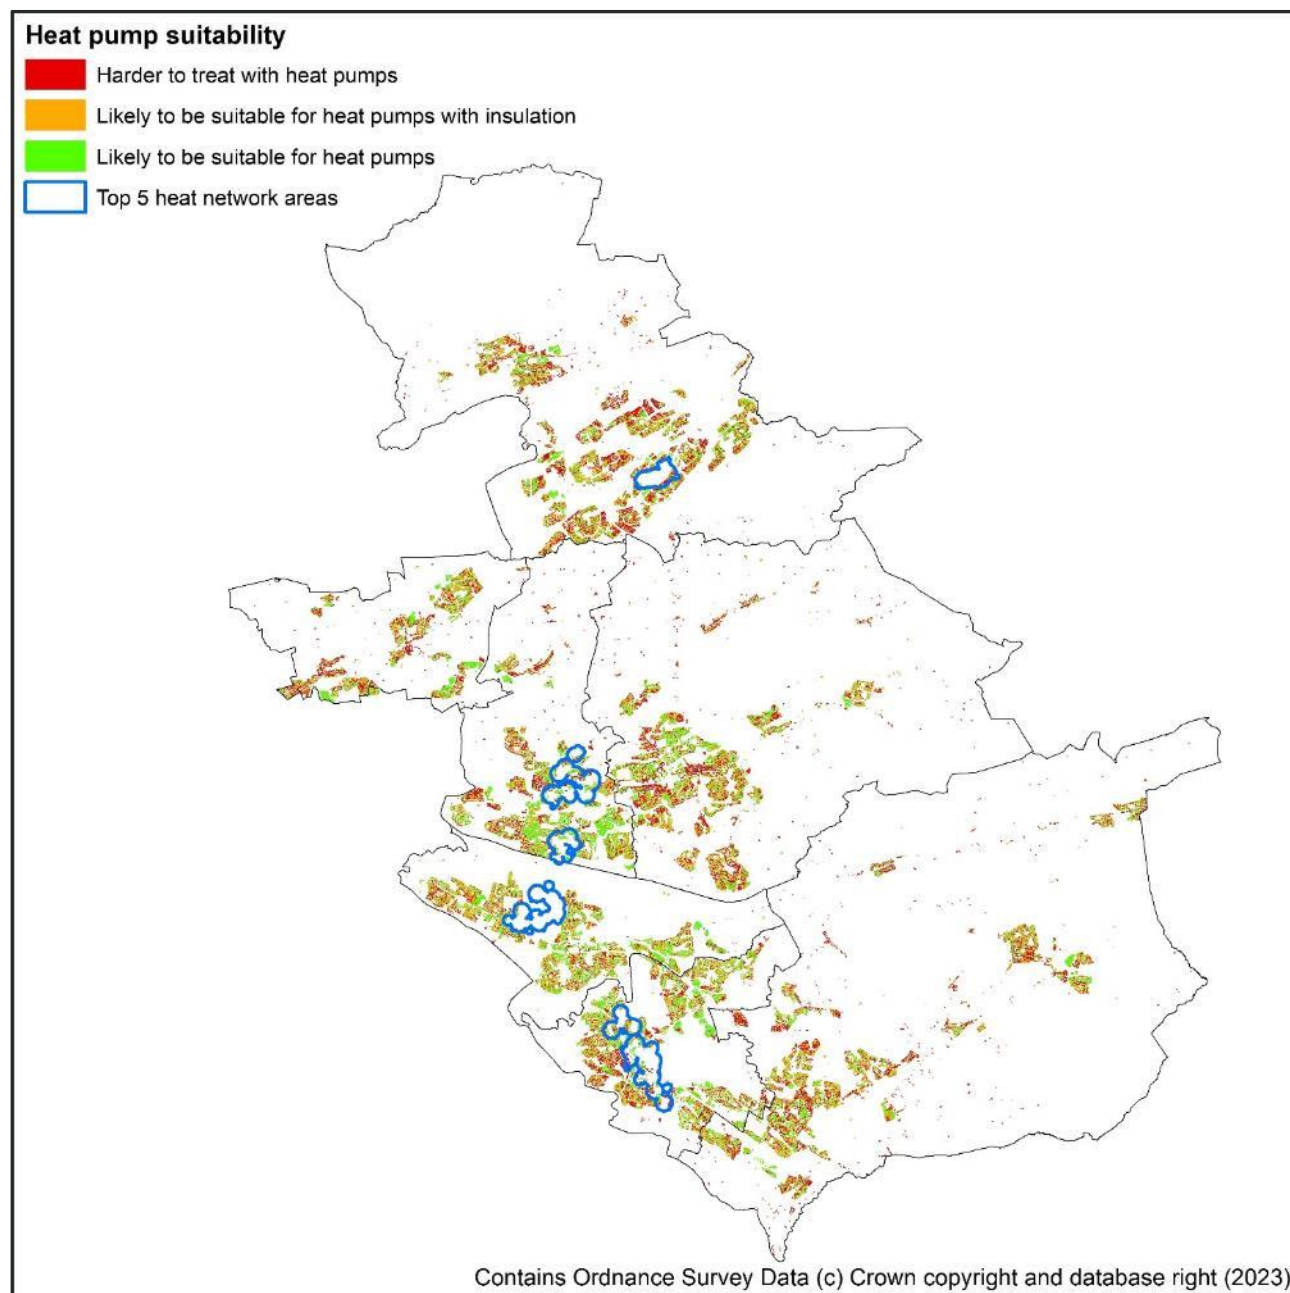 Heat pump suitability
Harder to treat with heat pumps
Likely to be suitable for heat pumps with insulation
Likely to be suitable for heat pumps
Top 5 heat network areas
Contains Ordnance Survey Data (c) Crown copyright and database right (2023)